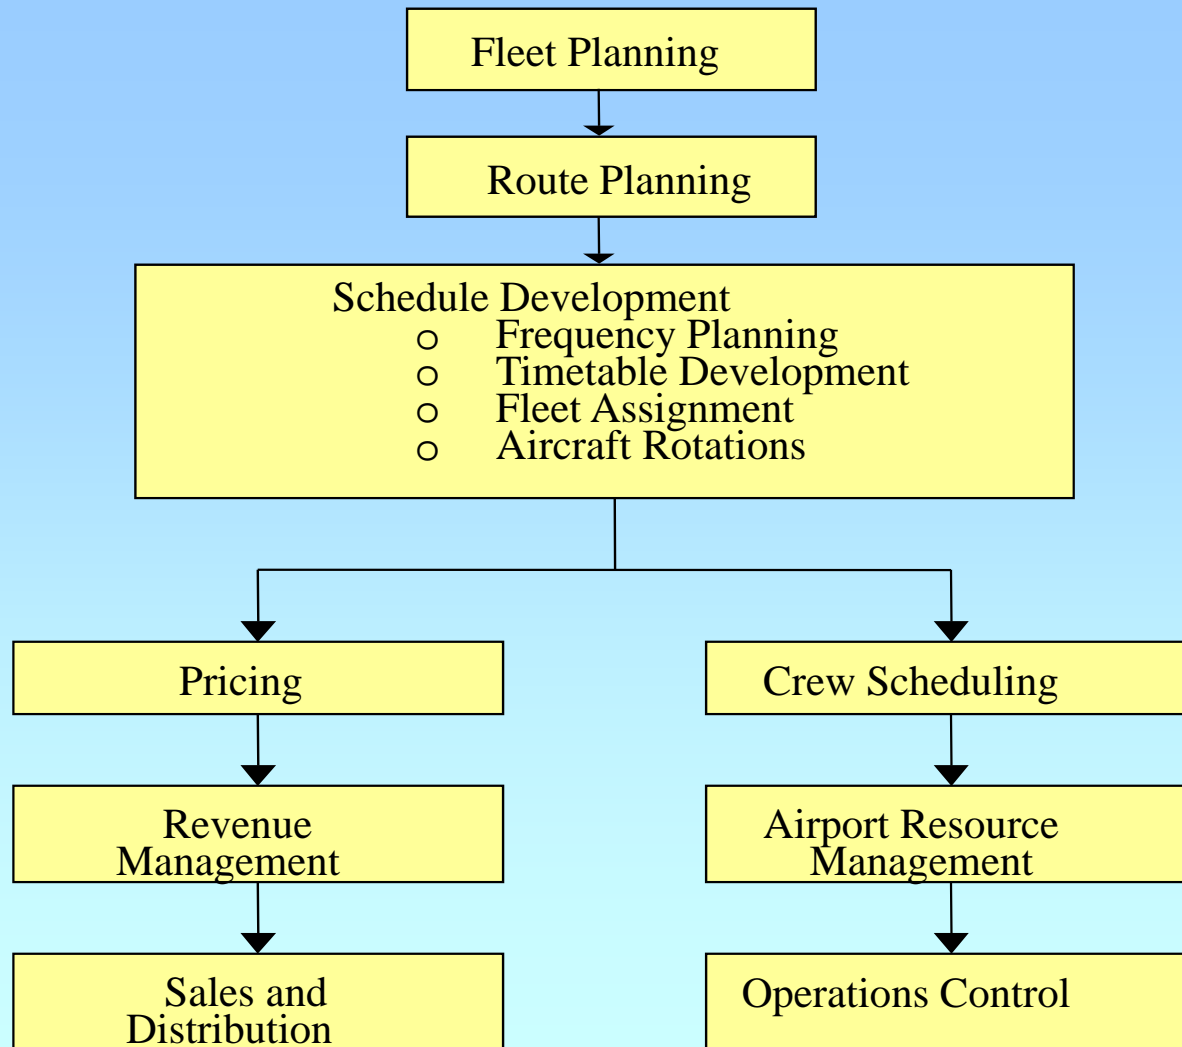 Fleet Planning
Route Planning
Schedule Development
o Frequency Planning
o Timetable Development
o Fleet Assignment
o Aircraft Rotations
Pricing
Crew Scheduling
Revenue
Management
Airport Resource
Management
Sales and
Distribution
Operations Control